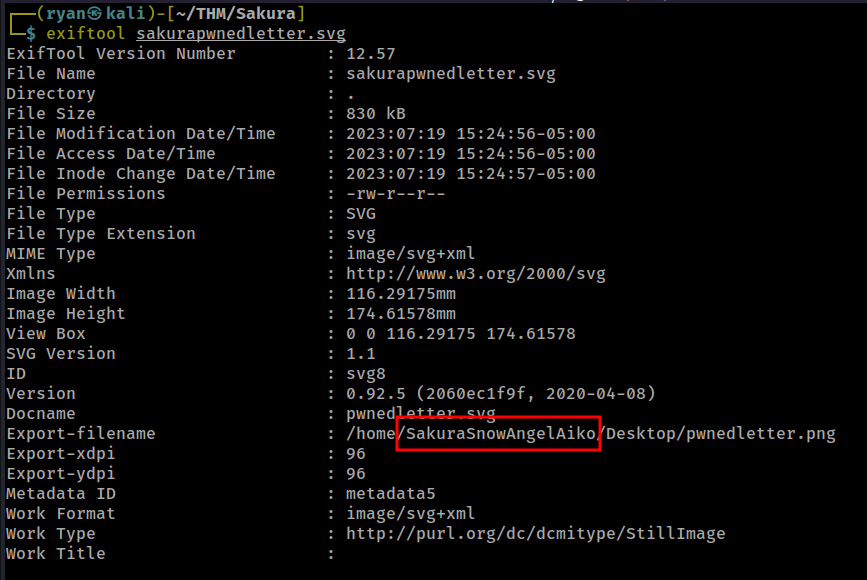 (ryan㉿kali)-[~/THM/Sakura]
$ exiftool sakurapwnedletter.svg
ExifTool Version Number : 12.57
File Name : sakurapwnedletter.svg
Directory : .
File Size : 830 kB
File Modification Date/Time : 2023:07:19 15:24:56-05:00
File Access Date/Time : 2023:07:19 15:24:56-05:00
File Inode Change Date/Time : 2023:07:19 15:24:57-05:00
File Permissions : -rw-r--r--
File Type : SVG
File Type Extension : svg
MIME Type : image/svg+xml
Xmlns : http://www.w3.org/2000/svg
Image Width : 116.29175mm
Image Height : 174.61578mm
View Box : 0 0 116.29175 174.61578
SVG Version : 1.1
ID : svg8
Version : 0.92.5 (2060ec1f9f, 2020-04-08)
Docname : pwnedletter.svg
Export-filename : /home/SakuraSnowAngelAiko/Desktop/pwnedletter.png
Export-xdpi : 96
Export-ydpi : 96
Metadata ID : metadata5
Work Format : image/svg+xml
Work Type : http://purl.org/dc/dcmitype/StillImage
Work Title :